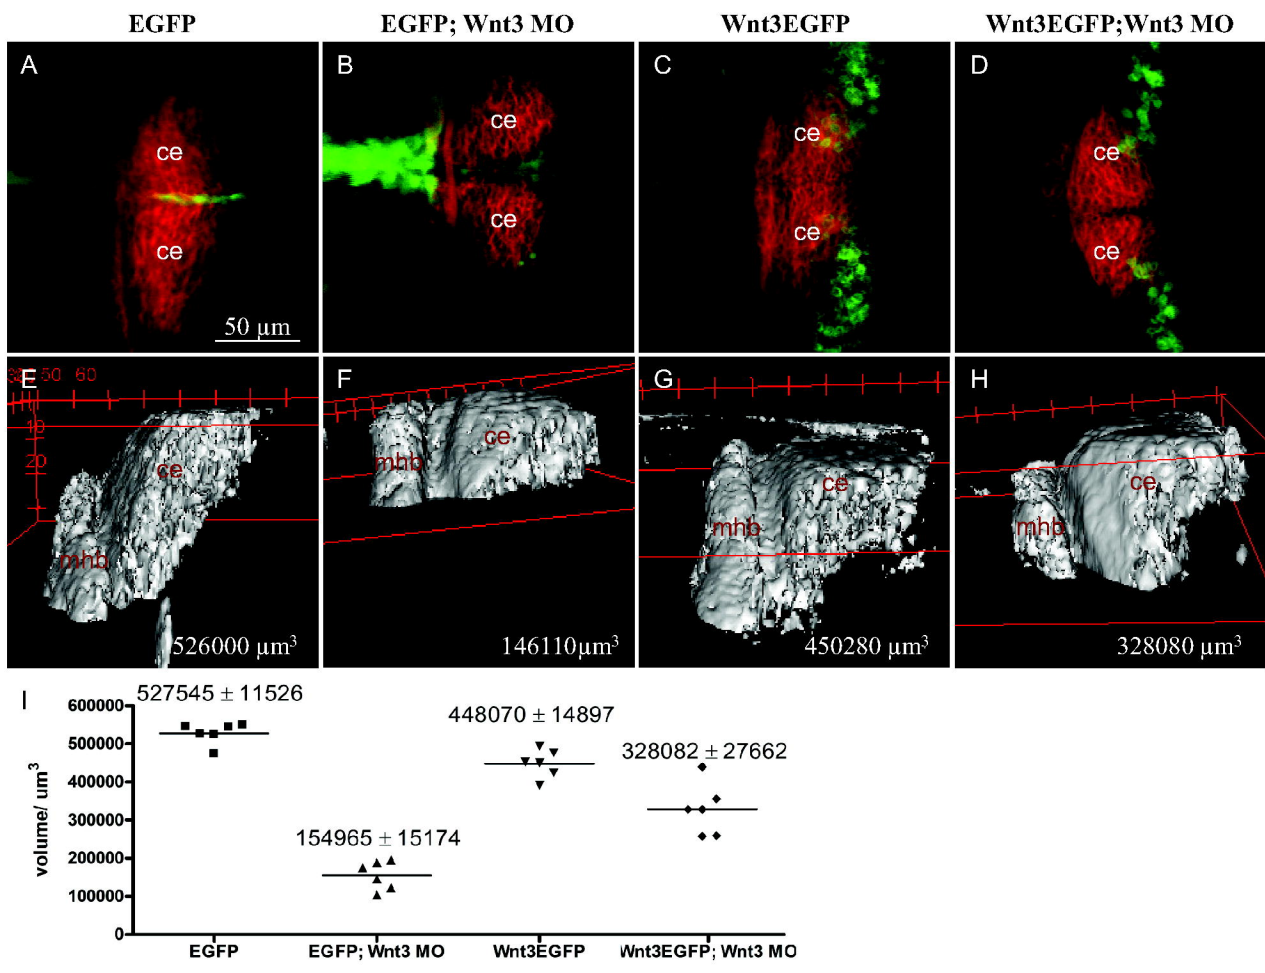 EGFP
EGFP; Wnt3 MO
Wnt3EGFP
Wnt3EGFP;Wnt3 MO
A
ce
ce
50 µm
B
ce
ce
C
ce
ce
D
ce
ce
E
50 60
10
20
ce
mhb
526000 µm³
F
ce
mhb
146110µm³
G
ce
mhb
450280 µm³
H
ce
mhb
328080 µm³
I
volume/ um³
600000
500000
400000
300000
200000
100000
0
527545 ± 11526
154965 ± 15174
448070 ± 14897
328082 ± 27662
EGFP
EGFP; Wnt3 MO
Wnt3EGFP
Wnt3EGFP; Wnt3 MO